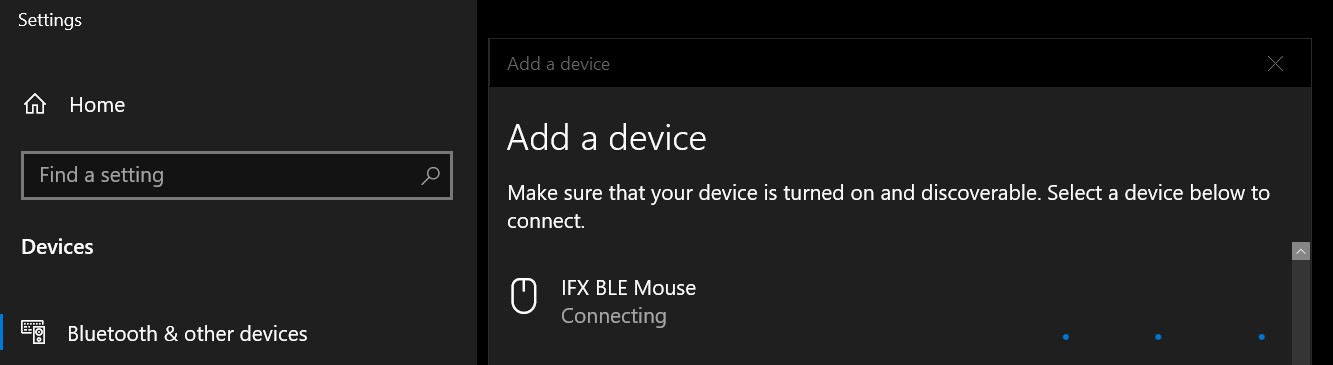 Settings
Home
Find a setting
Devices
Bluetooth & other devices
Add a device
Add a device
Make sure that your device is turned on and discoverable. Select a device below to
connect.
IFX BLE Mouse
Connecting